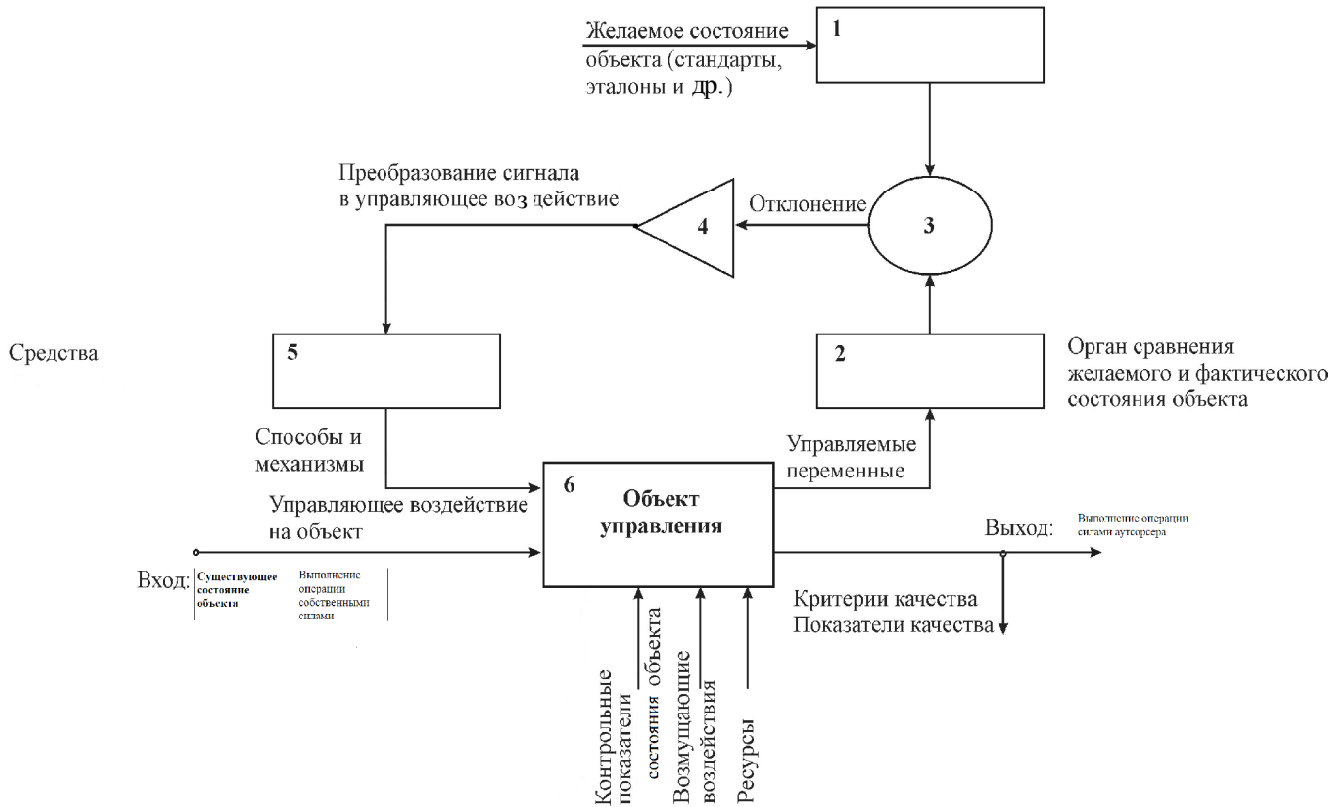 Желаемое состояние
объекта (стандарты,
эталоны и др.)
1
Преобразование сигнала
в управляющее воздействие
4
Отклонение
3
Средства
5
2
Орган сравнения
желаемого и фактического
состояния объекта
Способы и
механизмы
Управляемые
переменные
6
Объект
управления
Управляющее воздействие
на объект
Вход:
Существующее
состояние
объекта
Выполнение
операции
собственными
силами
Выход:
Выполнение операции
силами аутсорсера
Критерии качества
Показатели качества
Контрольные
показатели
состояния объекта
Возмущающие
воздействия
Ресурсы